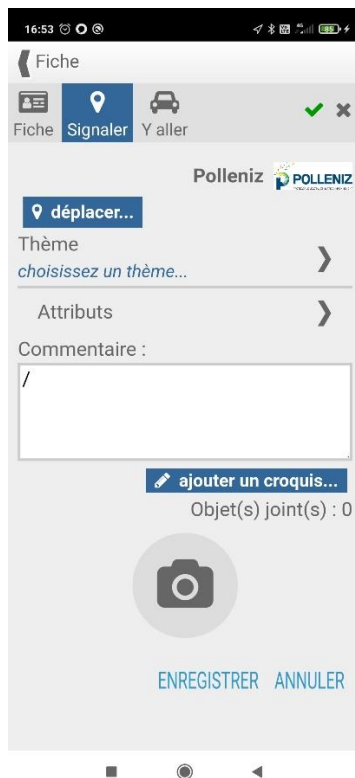 16:53 85
Fiche
Fiche Signaler Y aller
Polleniz POLLENIZ
déplacer...
Thème
choisissez un thème...
Attributs
Commentaire :
/
ajouter un croquis...
Objet(s) joint(s) : 0
ENREGISTRER ANNULER